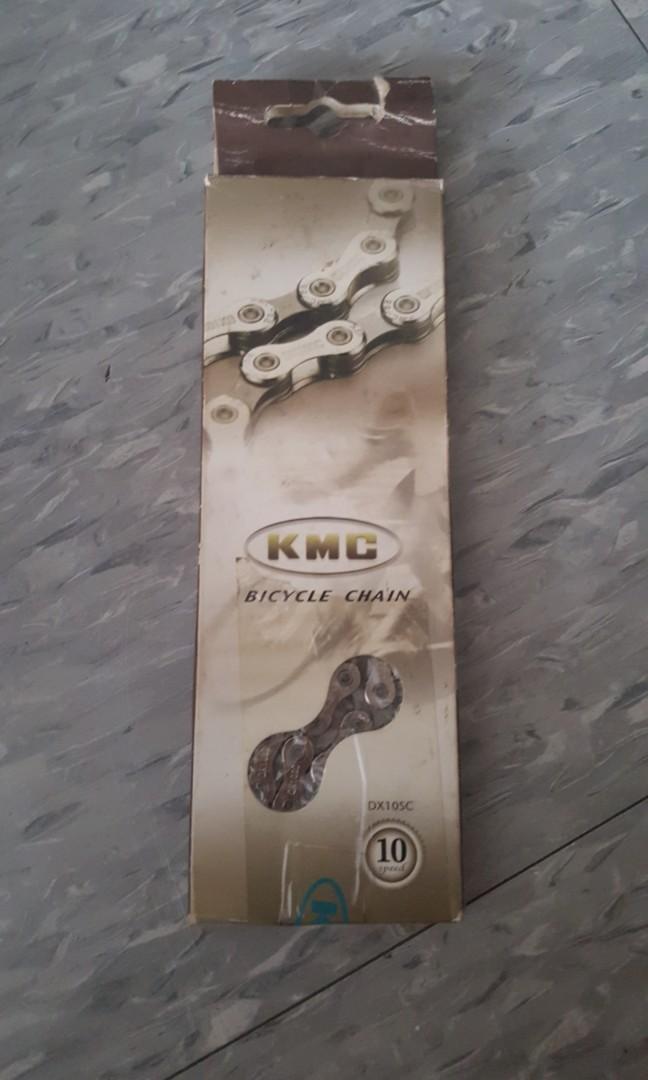 KMC
BICYCLE CHAIN
DX10SC
10
speed